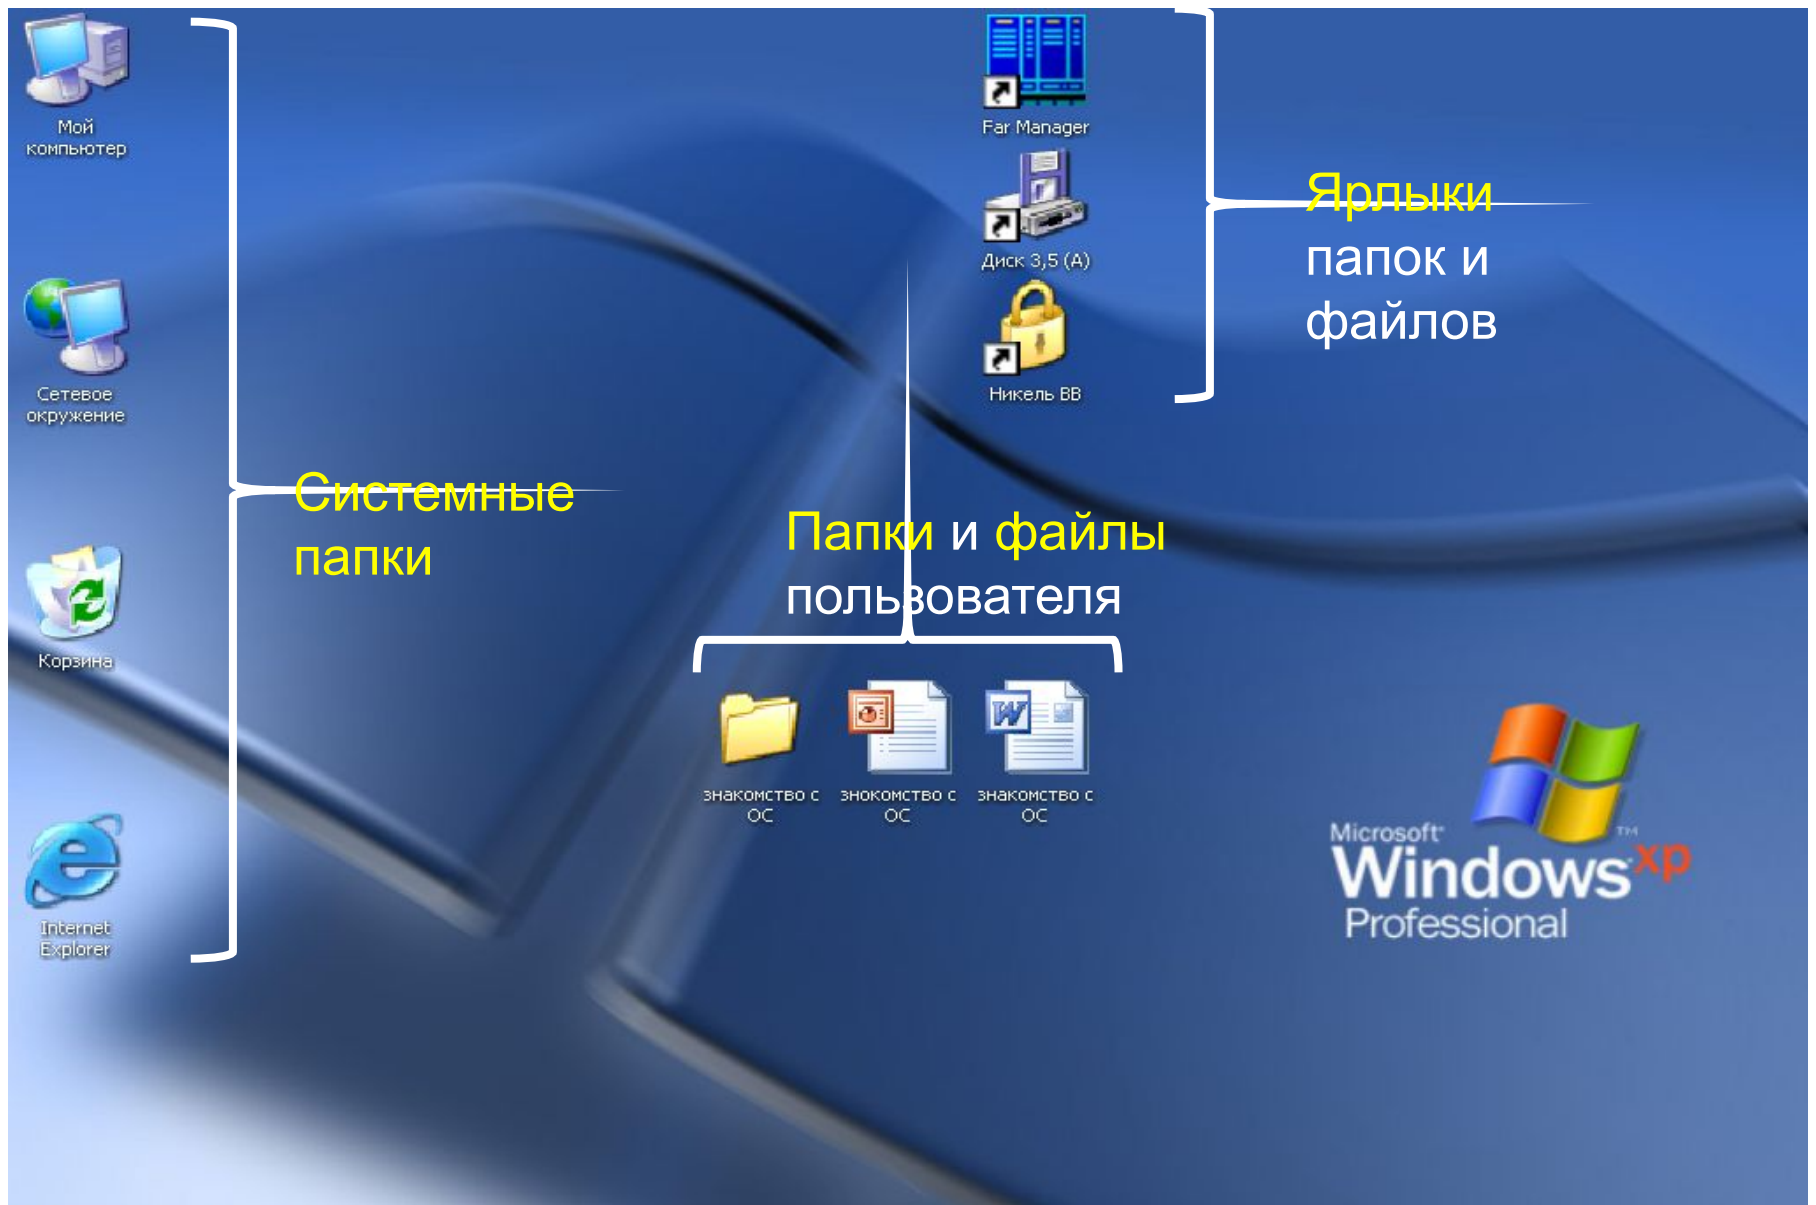 Мой
компьютер
Сетевое
окружение
Корзина
Internet
Explorer
Системные
папки
Far Manager
Диск 3,5 (A)
Никель ВВ
Ярлыки
папок и
файлов
Папки и файлы
пользователя
знакомство с
ОС
знокомство с
ОС
знакомство с
ОС
Microsoft
Windows xp
TM
Professional